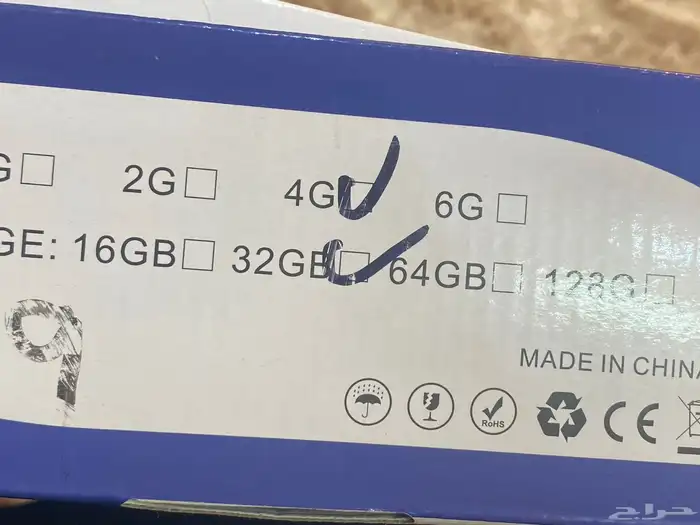 G☐ 2G☐ 4G☑ 6G☐
GE: 16GB☐ 32GB☑ 64GB☐ 128G☐
9
MADE IN CHINA
RoHS CE
حراج